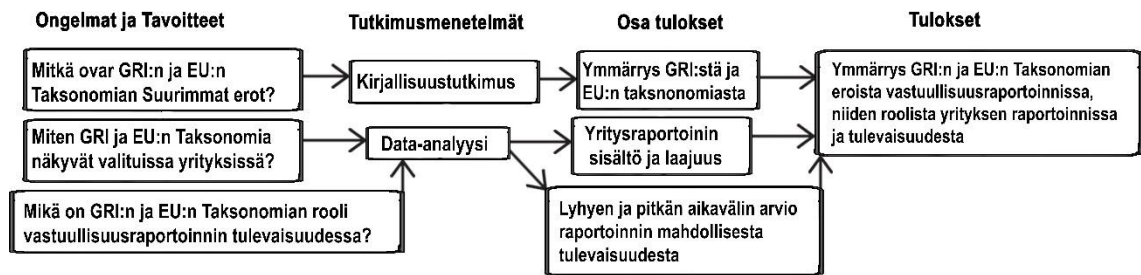 Ongelmat ja Tavoitteet
Tutkimusmenetelmät
Osa tulokset
Tulokset
Mitkä ovar GRI:n ja EU:n
Taksonomian Suurimmat erot?
Kirjallisuustutkimus
Ymmärrys GRI:stä ja
EU:n taksnonomiasta
Ymmärrys GRI:n ja EU:n Taksonomian
eroista vastuullisuusraportoinnissa,
niiden roolista yrityksen raportoinnissa
ja tulevaisuudesta
Miten GRI ja EU:n Taksonomia
näkyvät valituissa yrityksissä?
Data-analyysi
Yritysraportoinin
sisältö ja laajuus
Mikä on GRI:n ja EU:n Taksonomian rooli
vastuullisuusraportoinnin tulevaisuudessa?
Lyhyen ja pitkän aikavälin arvio
raportoinnin mahdollisesta
tulevaisuudesta